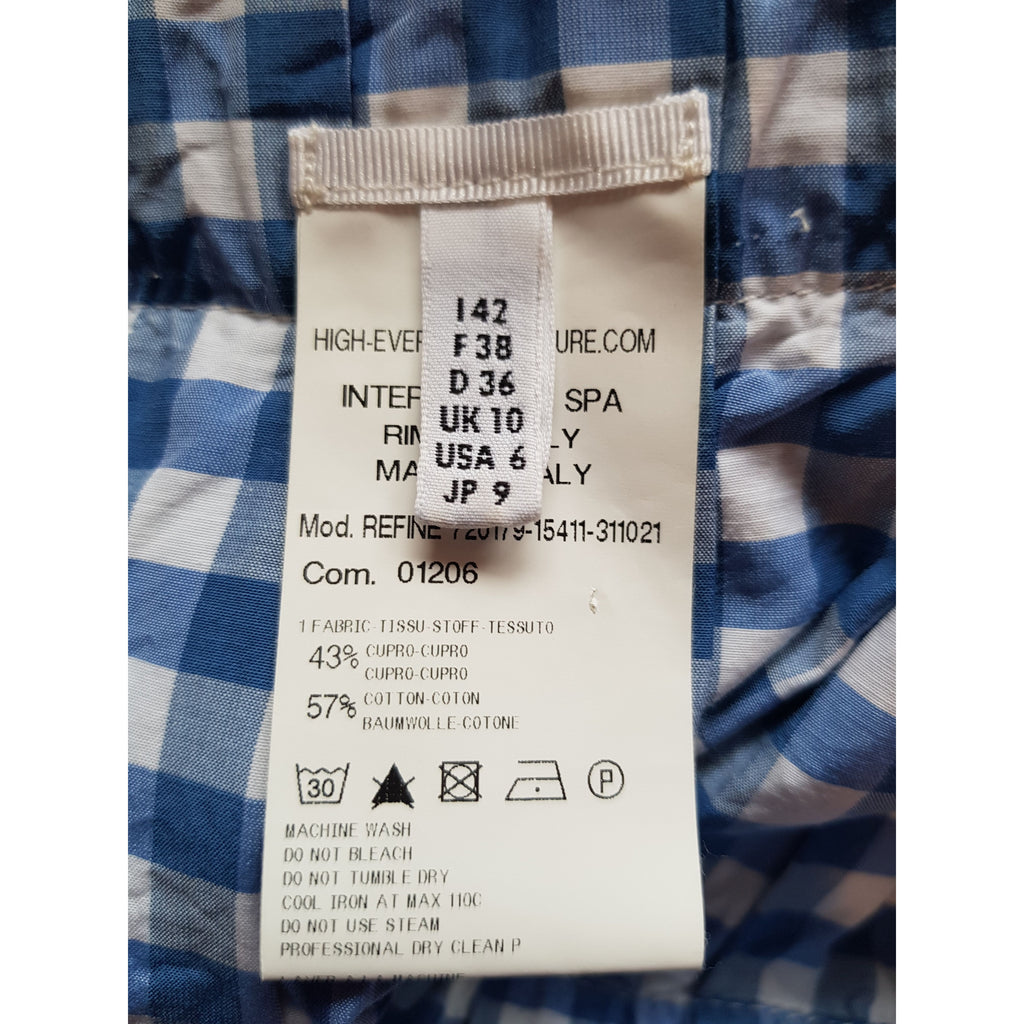 I 42
F 38
D 36
UK 10
USA 6
JP 9
HIGH-EVER URE.COM
INTER SPA
RIM LY
MA ALY
Mod. REFINE 720179-15411-311021
Com. 01206
1 FABRIC-TISSU-STOFF-TESSUTO
43% CUPRO-CUPRO
CUPRO-CUPRO
57% COTTON-COTON
BAUMWOLLE-COTONE
30
P
MACHINE WASH
DO NOT BLEACH
DO NOT TUMBLE DRY
COOL IRON AT MAX 110C
DO NOT USE STEAM
PROFESSIONAL DRY CLEAN P